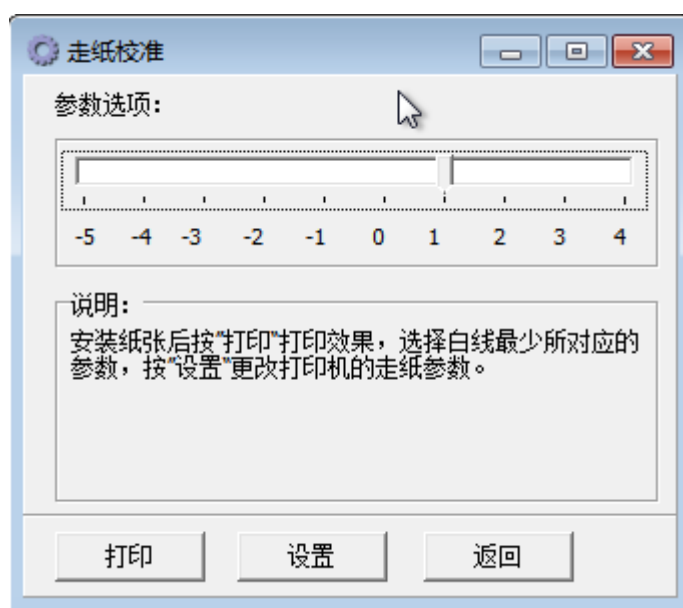 走纸校准
参数选项：
-5 -4 -3 -2 -1 0 1 2 3 4
说明：
安装纸张后按"打印"打印效果，选择白线最少所对应的
参数，按"设置"更改打印机的走纸参数。
打印 设置 返回